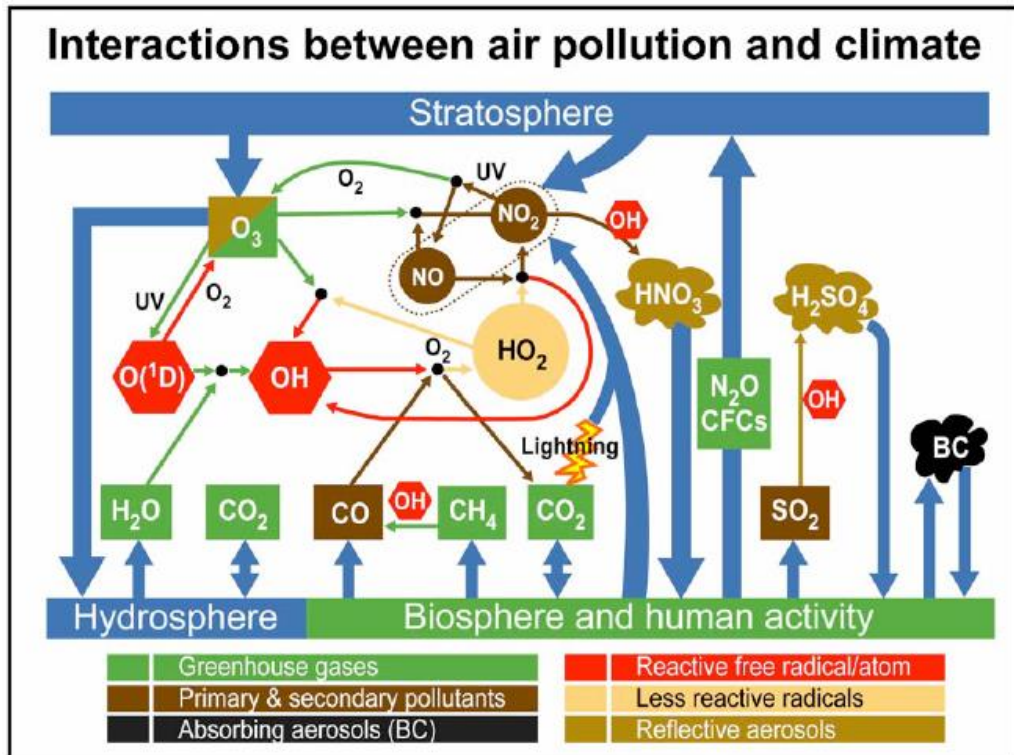 Interactions between air pollution and climate
Stratosphere
O₂
UV
NO₂
OH
O₃
NO
HNO₃
H₂SO₄
UV
O₂
O₂
HO₂
O(¹D)
OH
N₂O
CFCs
OH
Lightning
BC
H₂O
CO₂
CO
OH
CH₄
CO₂
SO₂
Hydrosphere
Biosphere and human activity
Greenhouse gases
Reactive free radical/atom
Primary & secondary pollutants
Less reactive radicals
Absorbing aerosols (BC)
Reflective aerosols